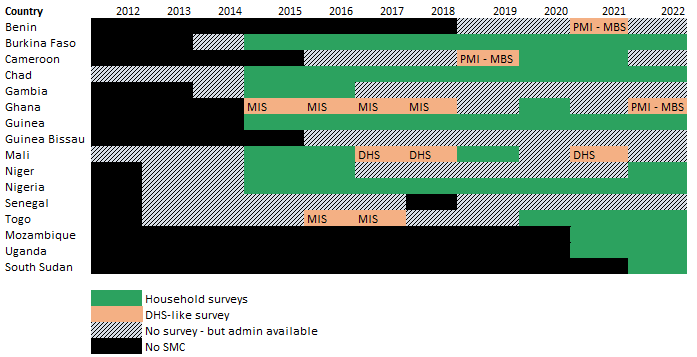 Country 2012 2013 2014 2015 2016 2017 2018 2019 2020 2021 2022
Benin PMI - MBS
Burkina Faso
Cameroon PMI - MBS
Chad
Gambia
Ghana MIS MIS MIS MIS PMI - MBS
Guinea
Guinea Bissau
Mali DHS DHS DHS
Niger
Nigeria
Senegal
Togo MIS MIS
Mozambique
Uganda
South Sudan
Household surveys
DHS-like survey
No survey - but admin available
No SMC